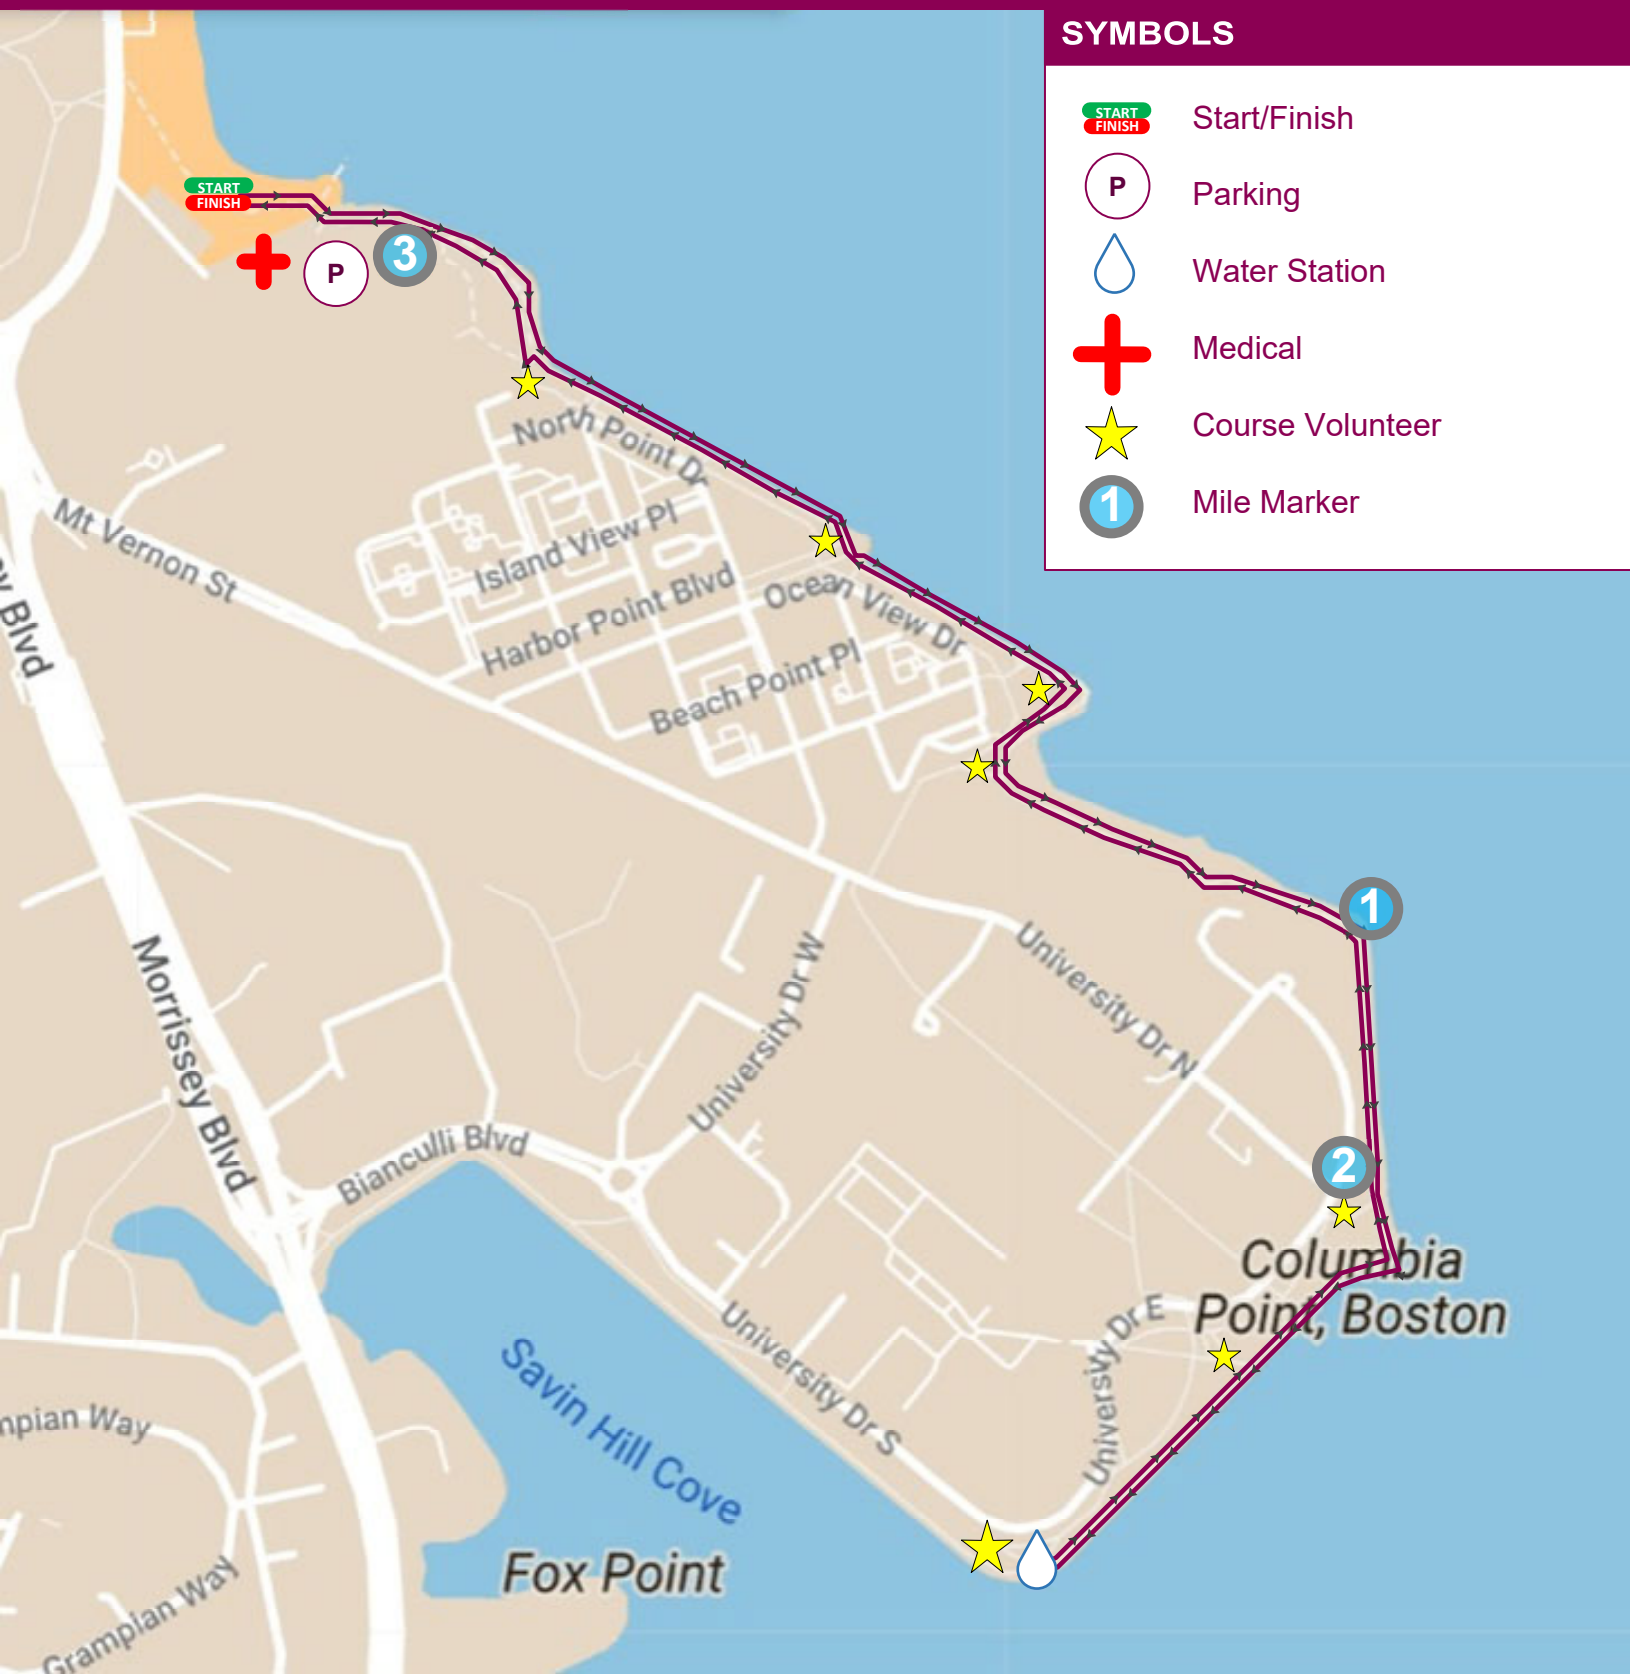 SYMBOLS
START
FINISH
Start/Finish
P
Parking
Water Station
Medical
Course Volunteer
1
Mile Marker
START
FINISH
P
3
North Point Dr
Mt Vernon St
Island View Pl
Harbor Point Blvd
Ocean View Dr
Beach Point Pl
Blvd
1
Morrissey Blvd
University Dr W
University Dr N
Bianculli Blvd
2
Columbia
Point, Boston
University Dr E
University Dr S
Savin Hill Cove
Way
Fox Point
Grampian Way